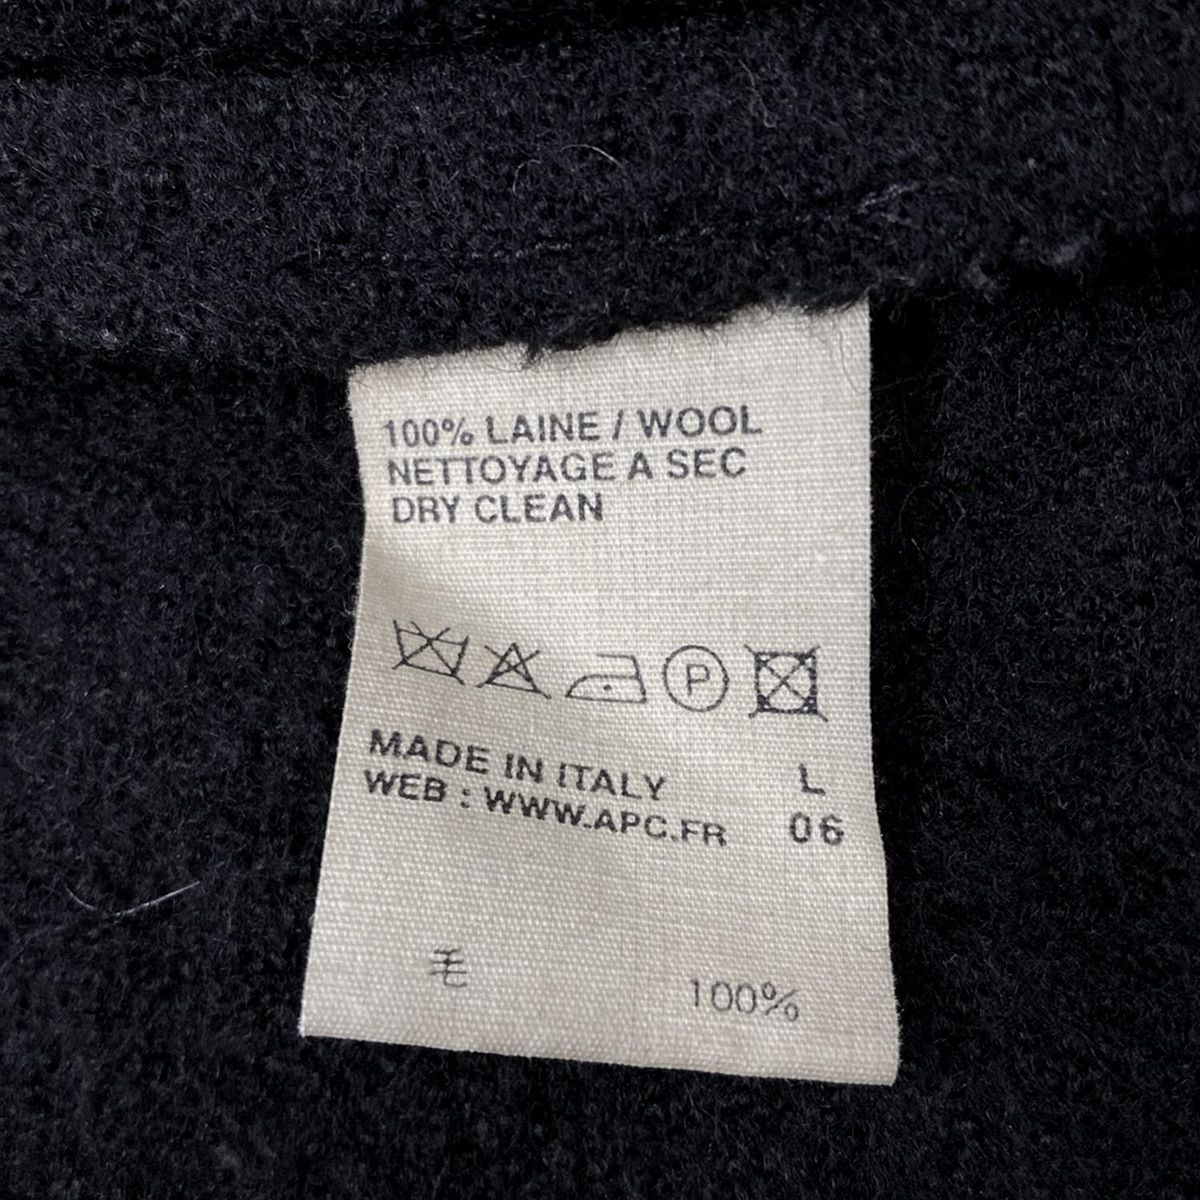 100% LAINE / WOOL
NETTOYAGE A SEC
DRY CLEAN
P
MADE IN ITALY L
WEB : WWW.APC.FR 06
毛 100%